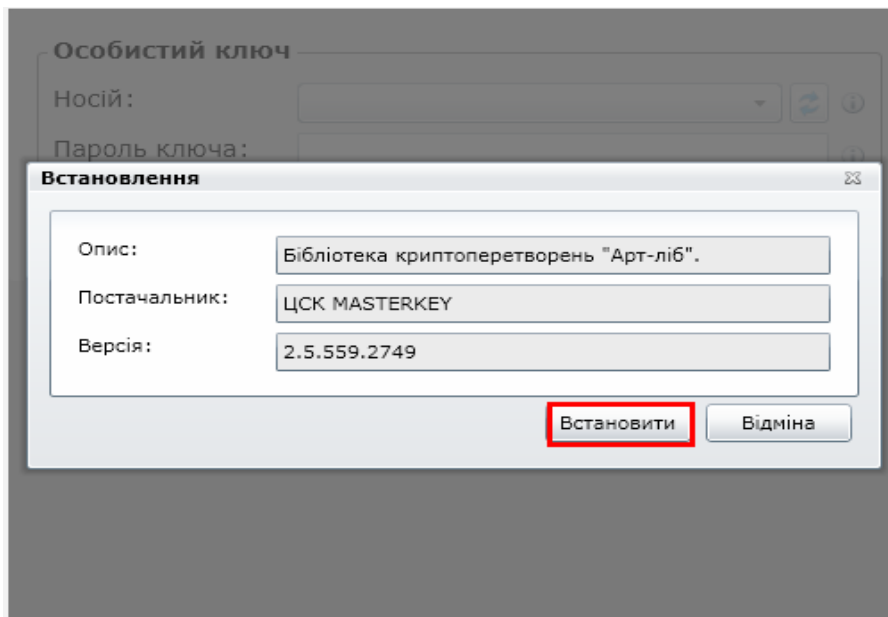 Особистий ключ
Носій:
Пароль ключа:
Встановлення
Опис:
Бібліотека криптоперетворень "Арт-ліб".
Постачальник:
ЦСК MASTERKEY
Версія:
2.5.559.2749
Встановити
Відміна